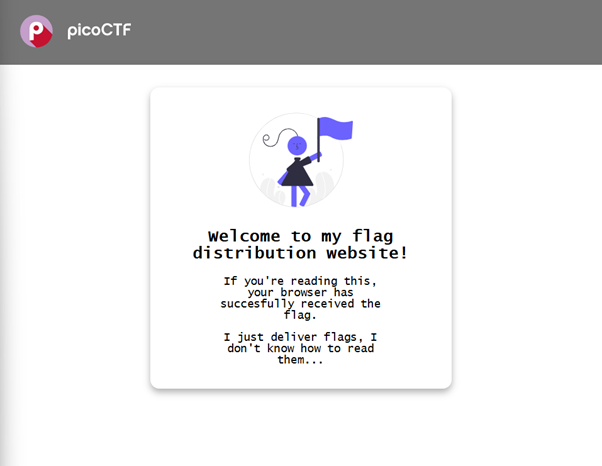 picoCTF
Welcome to my flag
distribution website!
If you're reading this,
your browser has
succesfully received the
flag.
I just deliver flags, I
don't know how to read
them...